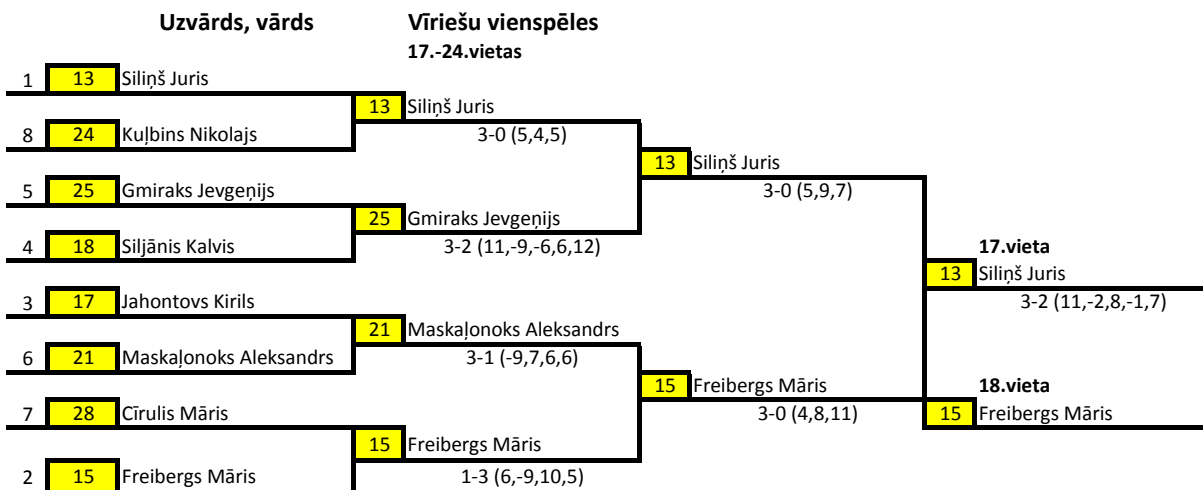 Uzvārds, vārds Vīriešu vienspēles
17.-24.vietas
1 13 Siliņš Juris
13 Siliņš Juris
8 24 Kuļbins Nikolajs 3-0 (5,4,5)
13 Siliņš Juris
5 25 Gmiraks Jevgeņijs 3-0 (5,9,7)
25 Gmiraks Jevgeņijs
4 18 Siljānis Kalvis 3-2 (11,-9,-6,6,12) 17.vieta
13 Siliņš Juris
3 17 Jahontovs Kirils 3-2 (11,-2,8,-1,7)
21 Maskaļonoks Aleksandrs
6 21 Maskaļonoks Aleksandrs 3-1 (-9,7,6,6)
15 Freibergs Māris 18.vieta
7 28 Cīrulis Māris 3-0 (4,8,11) 15 Freibergs Māris
15 Freibergs Māris
2 15 Freibergs Māris 1-3 (6,-9,10,5)